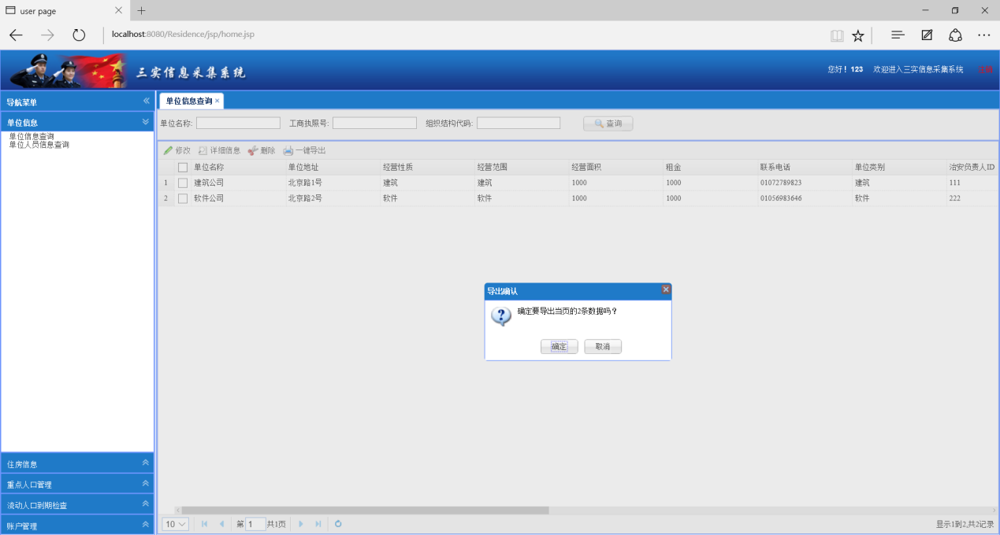 user page
localhost:8080/Residence/jsp/home.jsp
三实信息采集系统
您好！123 欢迎进入三实信息采集系统 注销
导航菜单
单位信息
单位信息查询
单位人员信息查询
住房信息
重点人口管理
流动人口到期检查
账户管理
单位信息查询
单位名称: 工商执照号: 组织结构代码: 查询
修改 详细信息 删除 一键导出
单位名称 单位地址 经营性质 经营范围 经营面积 租金 联系电话 单位类别 治安负责人ID
1 建筑公司 北京路1号 建筑 建筑 1000 1000 01072789823 建筑 111
2 软件公司 北京路2号 软件 软件 1000 1000 01056983646 软件 222
导出确认
确定要导出当页的2条数据吗？
确定 取消
10 第 1 共1页 显示1到2,共2记录